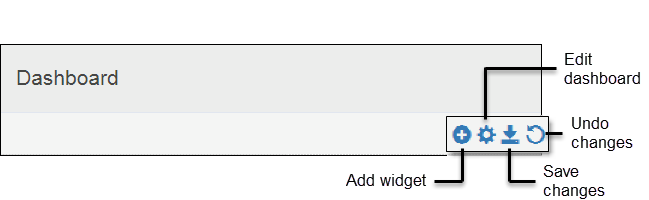 Edit
dashboard
Dashboard
Undo
changes
Add widget
Save
changes